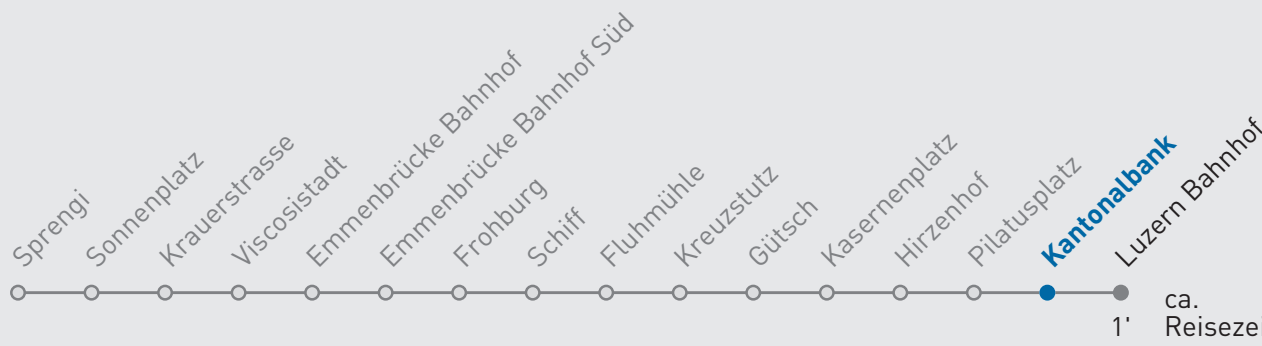 Sprengi
Sonnenplatz
Krauerstrasse
Viscosistadt
Emmenbrücke Bahnhof
Emmenbrücke Bahnhof Süd
Frohburg
Schiff
Fluhmühle
Kreuzstutz
Gütsch
Kasernenplatz
Hirzenhof
Pilatusplatz
Kantonalbank
Luzern Bahnhof
ca.
1' Reisezei